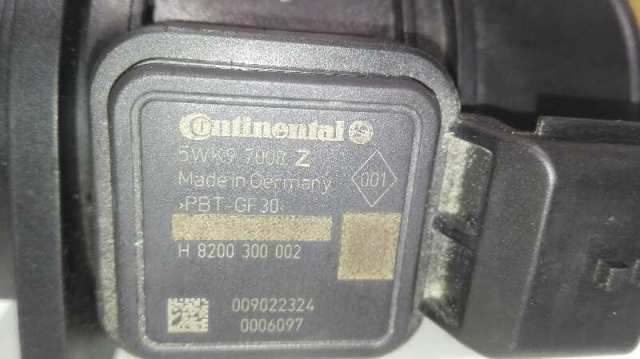 Continental
5WK9 7008 Z
Made in Germany
001
>PBT-GF30<
H 8200 300 002
009022324
0006097